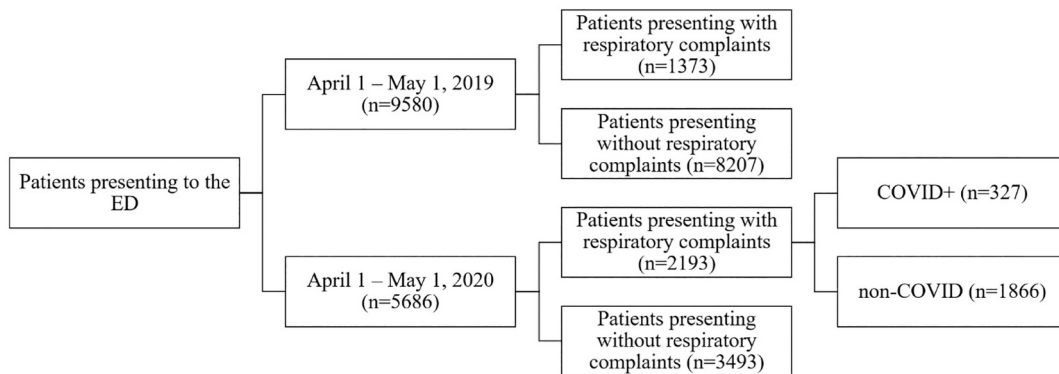 Patients presenting to the
ED
April 1 – May 1, 2019
(n=9580)
Patients presenting with
respiratory complaints
(n=1373)
Patients presenting
without respiratory
complaints (n=8207)
April 1 – May 1, 2020
(n=5686)
Patients presenting with
respiratory complaints
(n=2193)
Patients presenting
without respiratory
complaints (n=3493)
COVID+ (n=327)
non-COVID (n=1866)